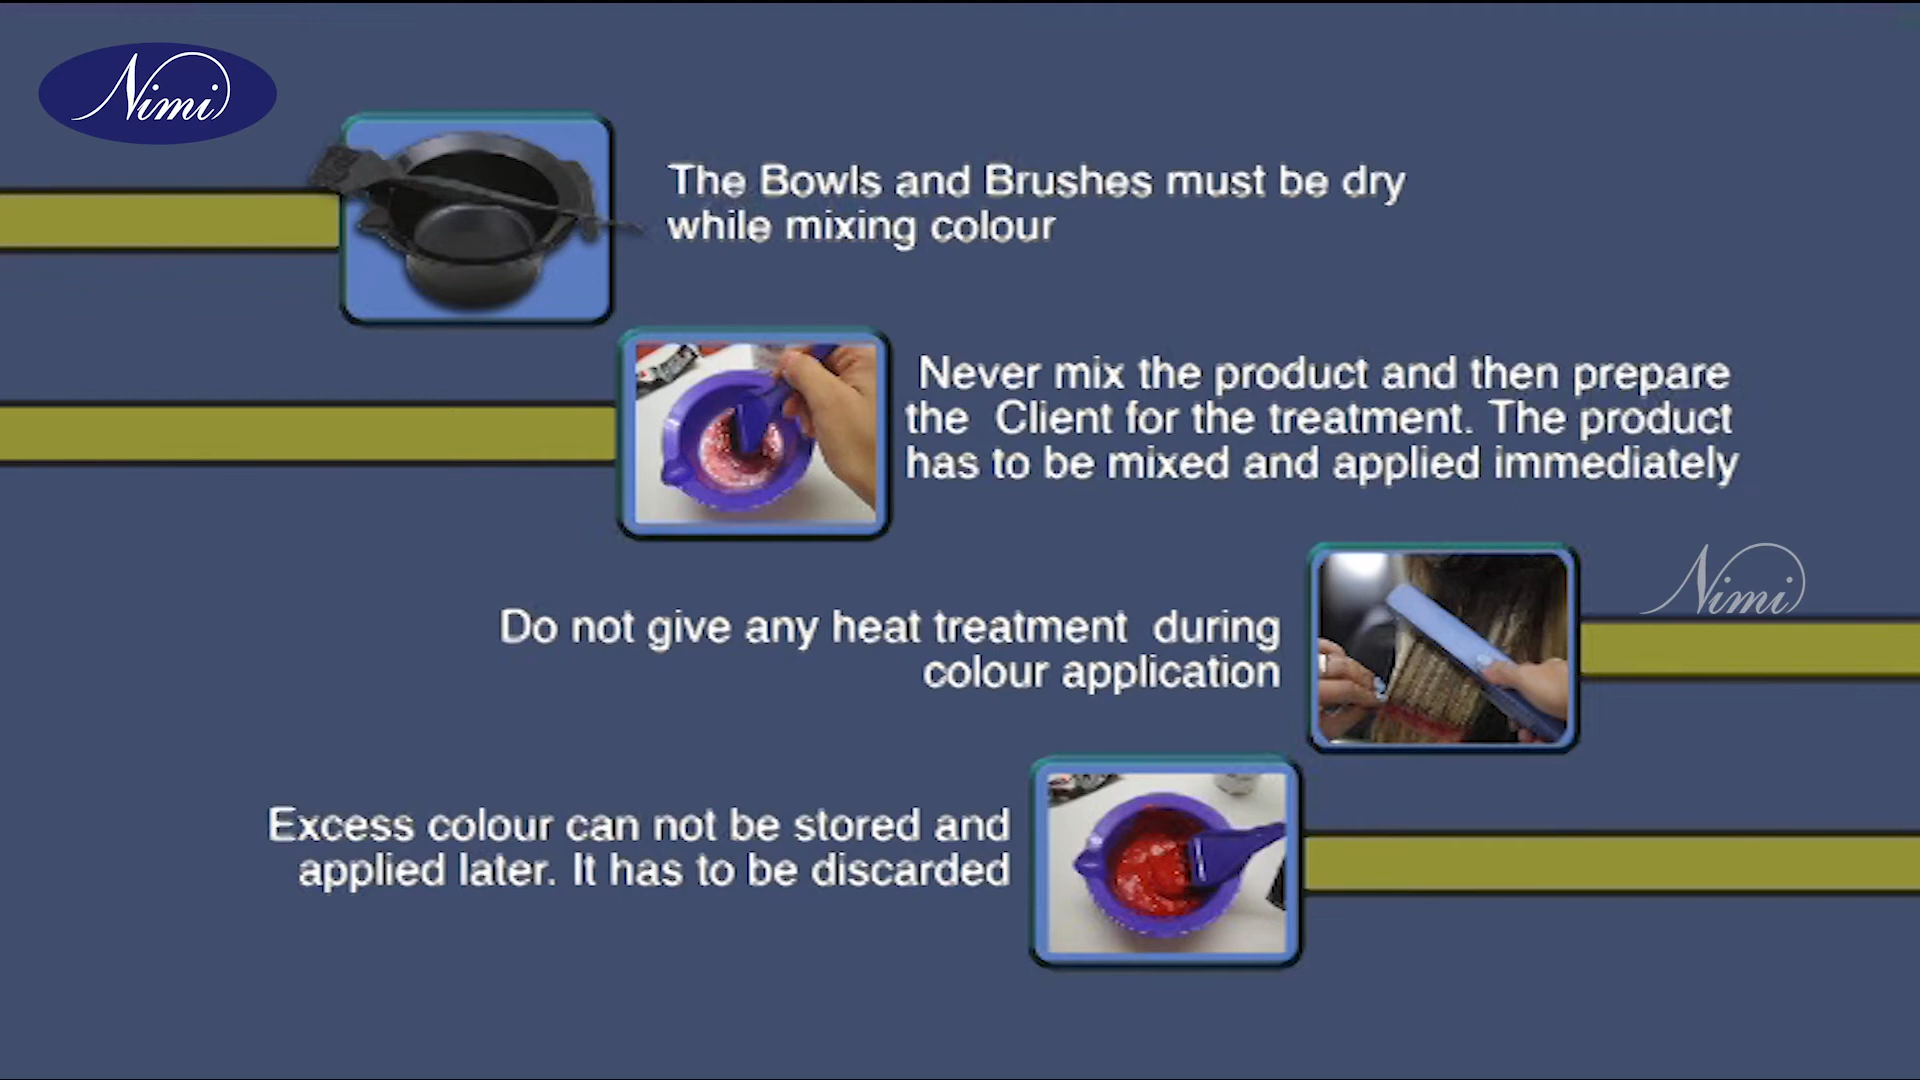 Nimi
The Bowls and Brushes must be dry
while mixing colour
Never mix the product and then prepare
the Client for the treatment. The product
has to be mixed and applied immediately
Nimi
Do not give any heat treatment during
colour application
Excess colour can not be stored and
applied later. It has to be discarded